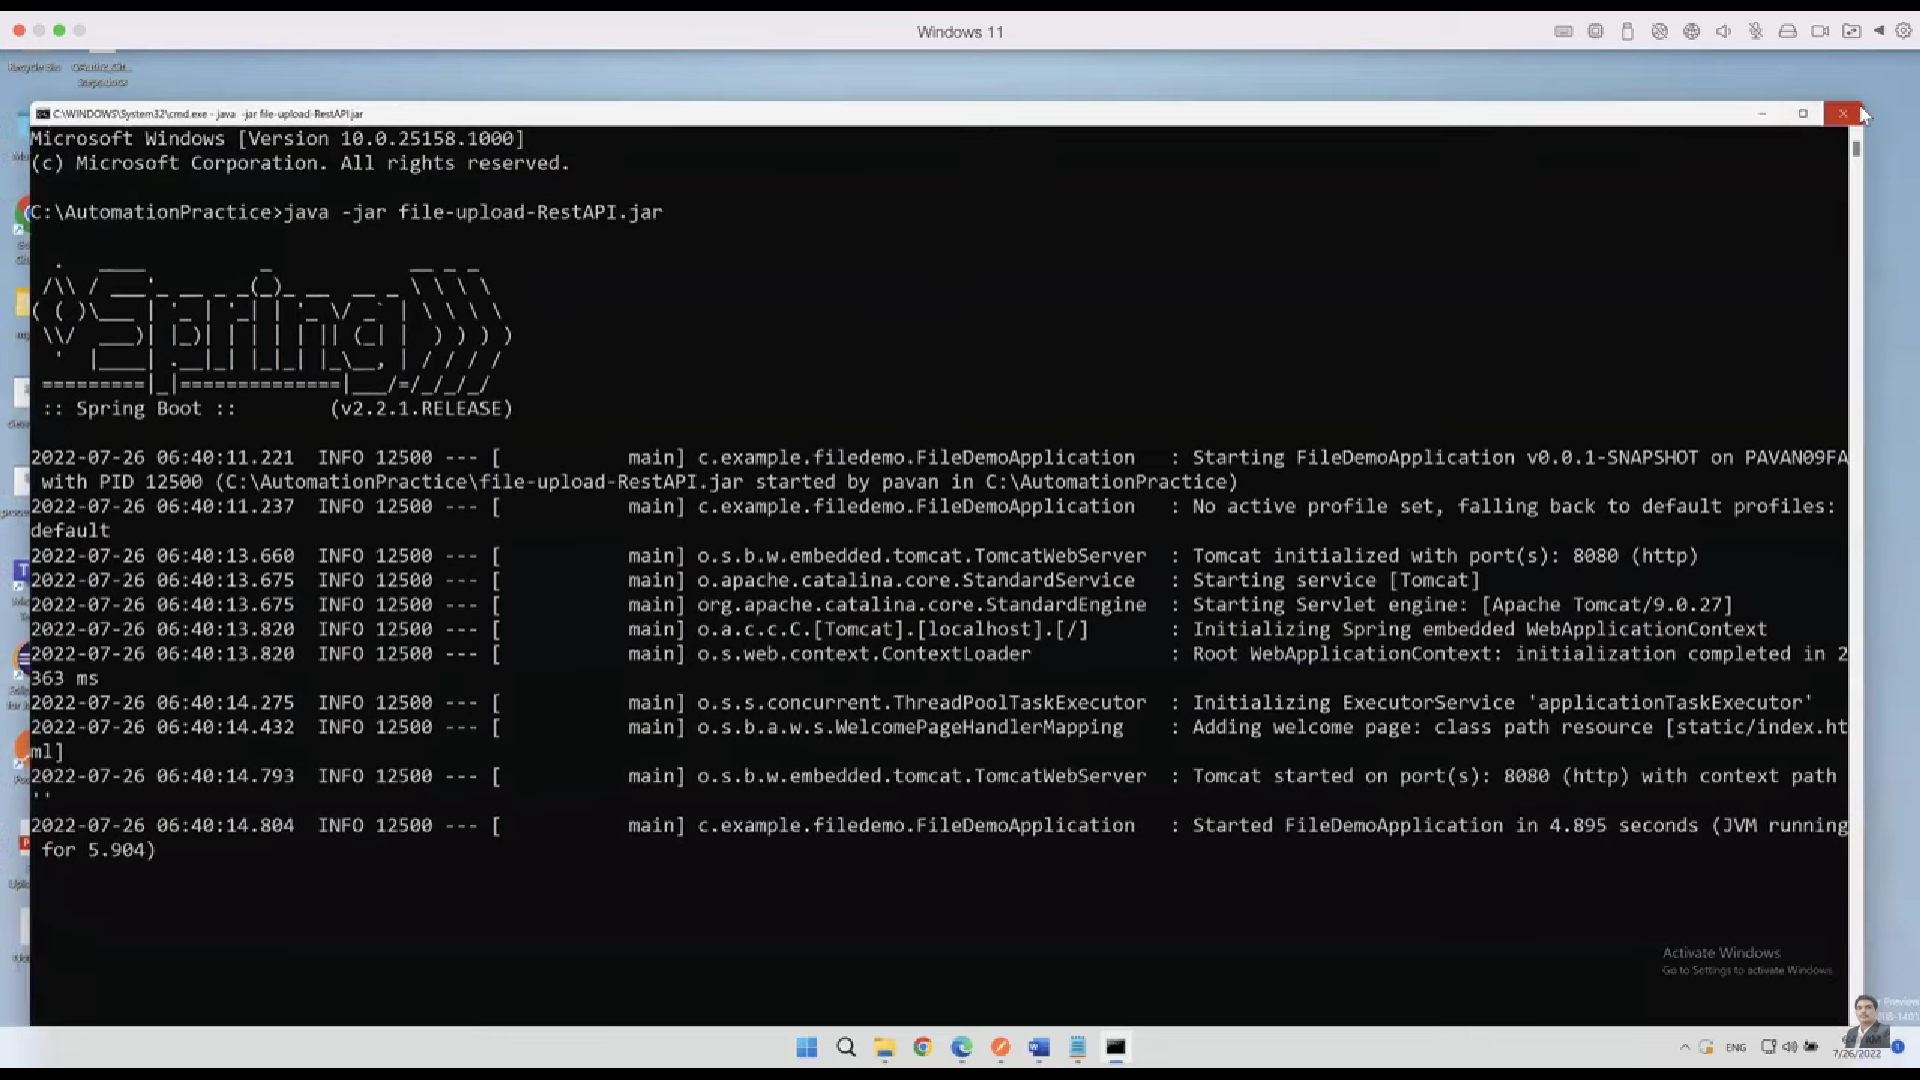 Windows 11
Recycle Bin
Steps.docx
C:\WINDOWS\System32\cmd.exe - java -jar file-upload-RestAPI.jar
Microsoft Windows [Version 10.0.25158.1000]
(c) Microsoft Corporation. All rights reserved.
C:\AutomationPractice>java -jar file-upload-RestAPI.jar
Spring
:: Spring Boot ::        (v2.2.1.RELEASE)
2022-07-26 06:40:11.221  INFO 12500 --- [           main] c.example.filedemo.FileDemoApplication   : Starting FileDemoApplication v0.0.1-SNAPSHOT on PAVAN09FA
with PID 12500 (C:\AutomationPractice\file-upload-RestAPI.jar started by pavan in C:\AutomationPractice)
2022-07-26 06:40:11.237  INFO 12500 --- [           main] c.example.filedemo.FileDemoApplication   : No active profile set, falling back to default profiles:
default
2022-07-26 06:40:13.660  INFO 12500 --- [           main] o.s.b.w.embedded.tomcat.TomcatWebServer  : Tomcat initialized with port(s): 8080 (http)
2022-07-26 06:40:13.675  INFO 12500 --- [           main] o.apache.catalina.core.StandardService   : Starting service [Tomcat]
2022-07-26 06:40:13.675  INFO 12500 --- [           main] org.apache.catalina.core.StandardEngine  : Starting Servlet engine: [Apache Tomcat/9.0.27]
2022-07-26 06:40:13.820  INFO 12500 --- [           main] o.a.c.c.C.[Tomcat].[localhost].[/]       : Initializing Spring embedded WebApplicationContext
2022-07-26 06:40:13.820  INFO 12500 --- [           main] o.s.web.context.ContextLoader            : Root WebApplicationContext: initialization completed in 2
363 ms
2022-07-26 06:40:14.275  INFO 12500 --- [           main] o.s.s.concurrent.ThreadPoolTaskExecutor  : Initializing ExecutorService 'applicationTaskExecutor'
2022-07-26 06:40:14.432  INFO 12500 --- [           main] o.s.b.a.w.s.WelcomePageHandlerMapping    : Adding welcome page: class path resource [static/index.ht
ml]
2022-07-26 06:40:14.793  INFO 12500 --- [           main] o.s.b.w.embedded.tomcat.TomcatWebServer  : Tomcat started on port(s): 8080 (http) with context path
''
2022-07-26 06:40:14.804  INFO 12500 --- [           main] c.example.filedemo.FileDemoApplication   : Started FileDemoApplication in 4.895 seconds (JVM running
for 5.904)
Activate Windows
Go to Settings to activate Windows.
ENG
7/26/2022
1